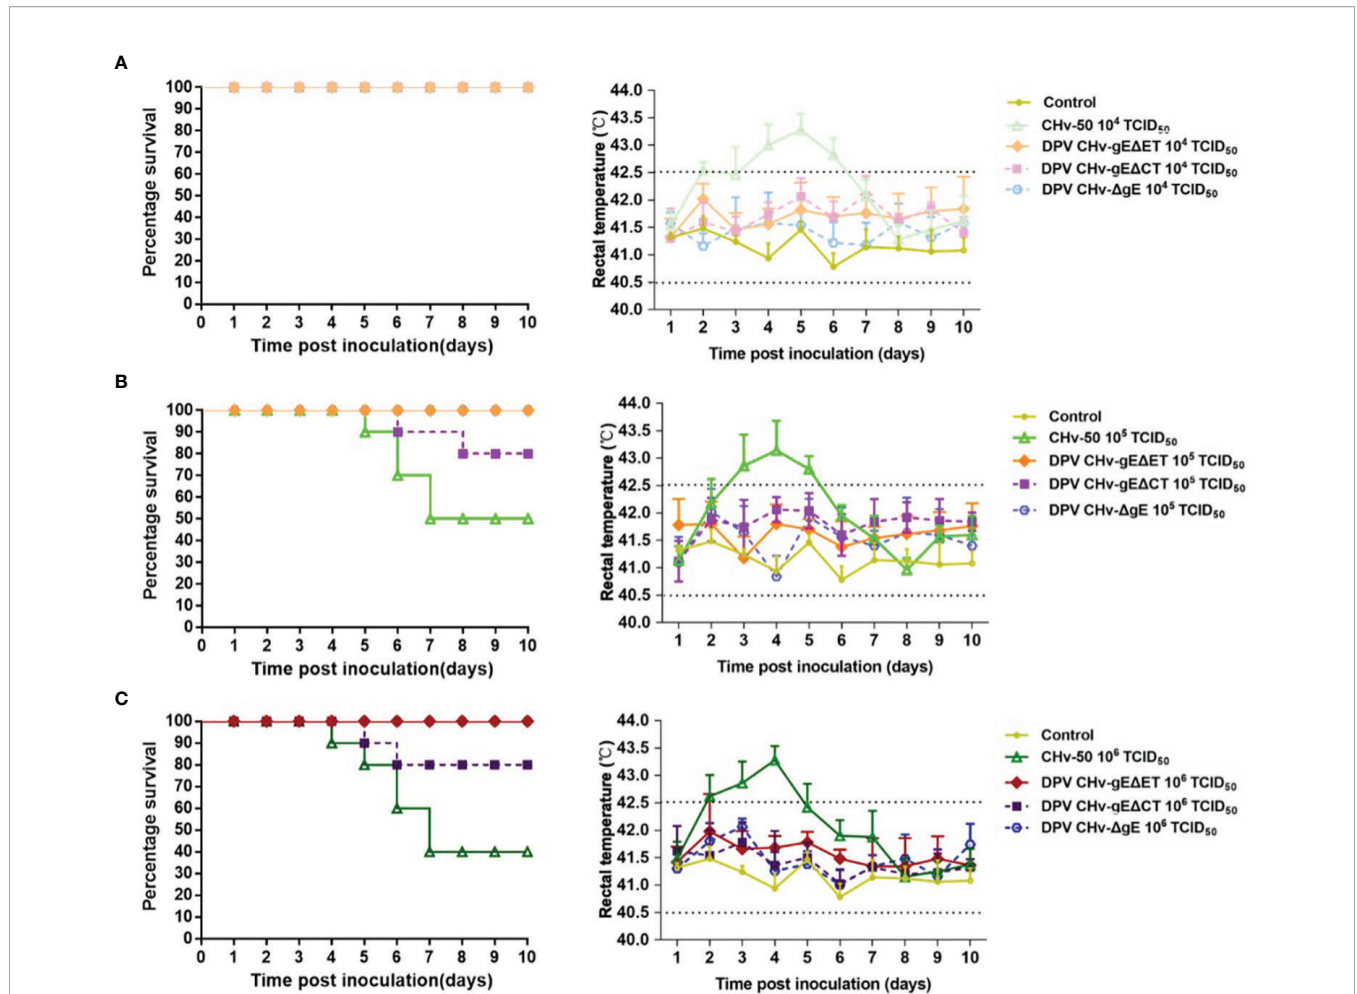 A
Percentage survival
100
90
80
70
60
50
40
30
20
10
0
0 1 2 3 4 5 6 7 8 9 10
Time post inoculation(days)
Rectal temperature (℃)
44.0
43.5
43.0
42.5
42.0
41.5
41.0
40.5
40.0
1 2 3 4 5 6 7 8 9 10
Time post inoculation (days)
Control
CHv-50 10⁴ TCID₅₀
DPV CHv-gEΔET 10⁴ TCID₅₀
DPV CHv-gEΔCT 10⁴ TCID₅₀
DPV CHv-ΔgE 10⁴ TCID₅₀
B
Percentage survival
100
90
80
70
60
50
40
30
20
10
0
0 1 2 3 4 5 6 7 8 9 10
Time post inoculation(days)
Rectal temperature (℃)
44.0
43.5
43.0
42.5
42.0
41.5
41.0
40.5
40.0
1 2 3 4 5 6 7 8 9 10
Time post inoculation (days)
Control
CHv-50 10⁵ TCID₅₀
DPV CHv-gEΔET 10⁵ TCID₅₀
DPV CHv-gEΔCT 10⁵ TCID₅₀
DPV CHv-ΔgE 10⁵ TCID₅₀
C
Percentage survival
100
90
80
70
60
50
40
30
20
10
0
0 1 2 3 4 5 6 7 8 9 10
Time post inoculation(days)
Rectal temperature (℃)
44.0
43.5
43.0
42.5
42.0
41.5
41.0
40.5
40.0
1 2 3 4 5 6 7 8 9 10
Time post inoculation (days)
Control
CHv-50 10⁶ TCID₅₀
DPV CHv-gEΔET 10⁶ TCID₅₀
DPV CHv-gEΔCT 10⁶ TCID₅₀
DPV CHv-ΔgE 10⁶ TCID₅₀